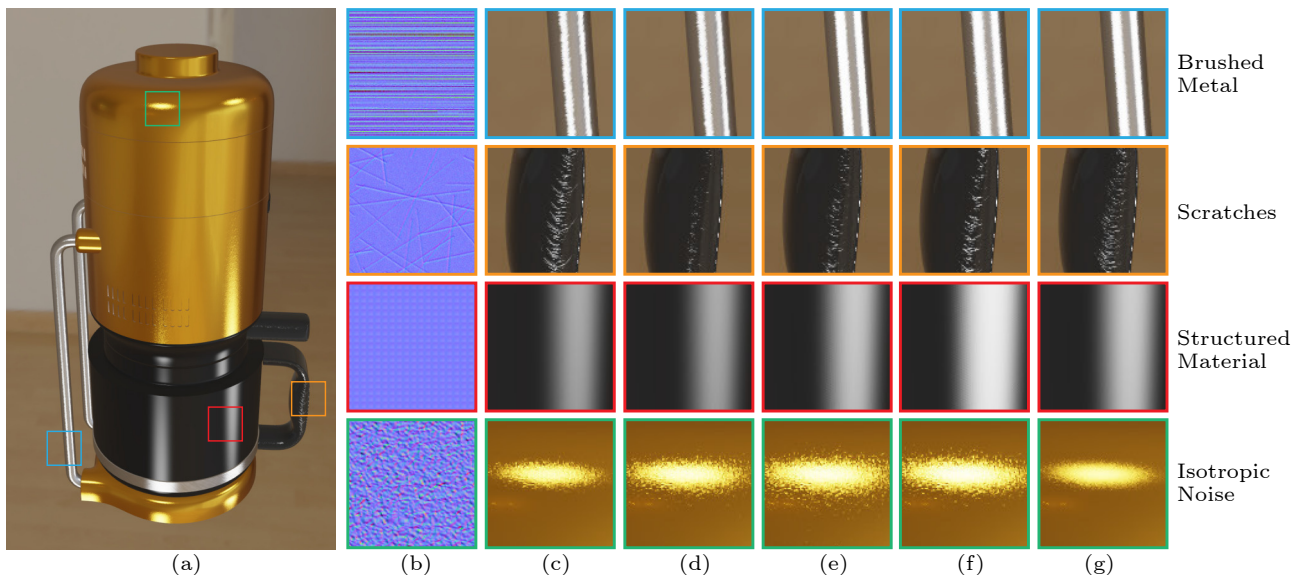 Brushed
Metal
Scratches
Structured
Material
Isotropic
Noise
(a)
(b)
(c)
(d)
(e)
(f)
(g)